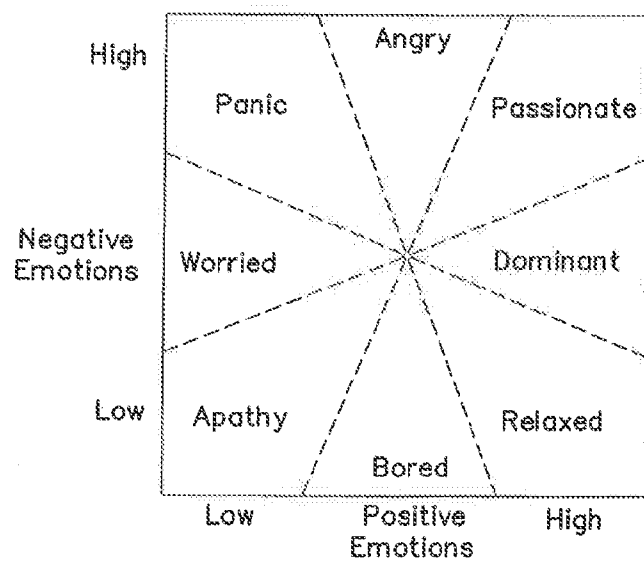 High
Angry
Panic
Passionate
Negative
Emotions
Worried
Dominant
Low
Apathy
Relaxed
Bored
Low
Positive
Emotions
High